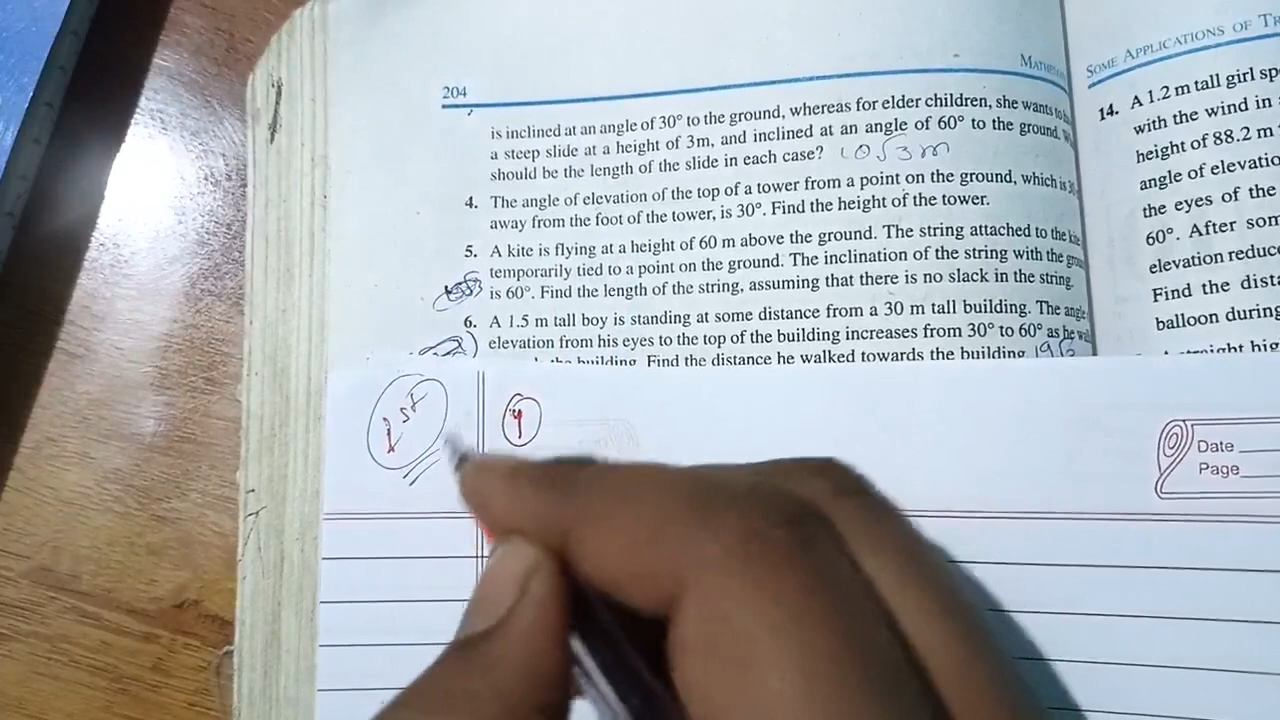 204
is inclined at an angle of 30° to the ground, whereas for elder children, she wants to
a steep slide at a height of 3m, and inclined at an angle of 60° to the ground.
should be the length of the slide in each case? 10√3m
4. The angle of elevation of the top of a tower from a point on the ground, which is
away from the foot of the tower, is 30°. Find the height of the tower.
5. A kite is flying at a height of 60 m above the ground. The string attached to the
temporarily tied to a point on the ground. The inclination of the string with the
is 60°. Find the length of the string, assuming that there is no slack in the string.
6. A 1.5 m tall boy is standing at some distance from a 30 m tall building. The angle
elevation from his eyes to the top of the building increases from 30° to 60° as he
the building. Find the distance he walked towards the building.
1st
Date
Page
SOME APPLICATIONS OF
14. A 1.2 m tall girl
with the wind in
height of 88.2 m
angle of
the eyes of the
60°. After
elevation
Find the
balloon during